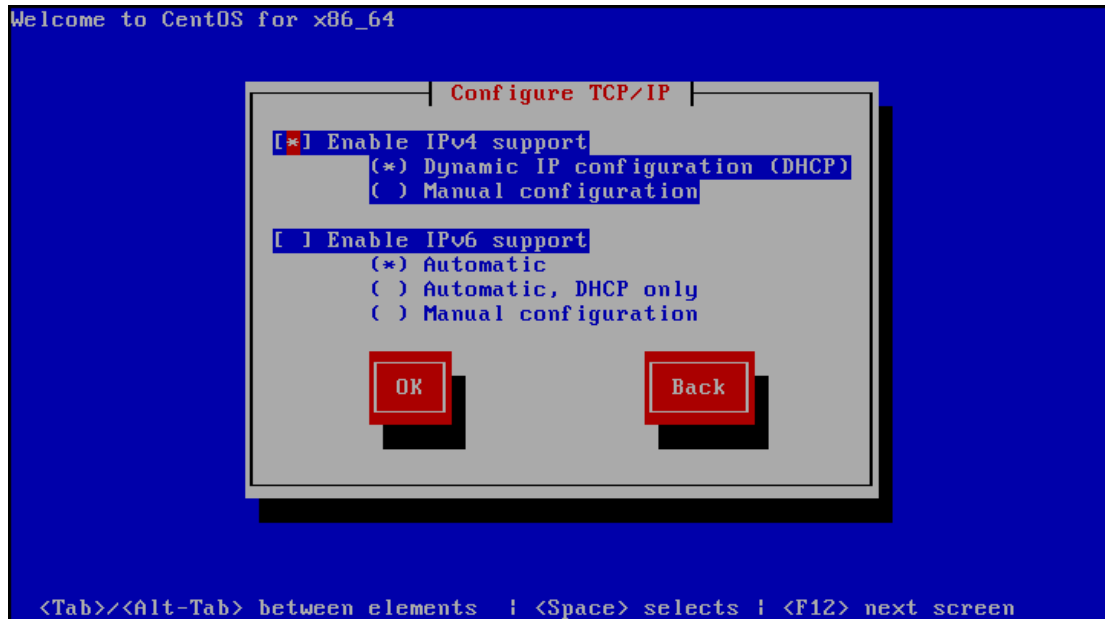 Welcome to CentOS for x86_64
Configure TCP/IP
[*] Enable IPv4 support
(*) Dynamic IP configuration (DHCP)
( ) Manual configuration
[ ] Enable IPv6 support
(*) Automatic
( ) Automatic, DHCP only
( ) Manual configuration
OK Back
<Tab>/<Alt-Tab> between elements | <Space> selects | <F12> next screen